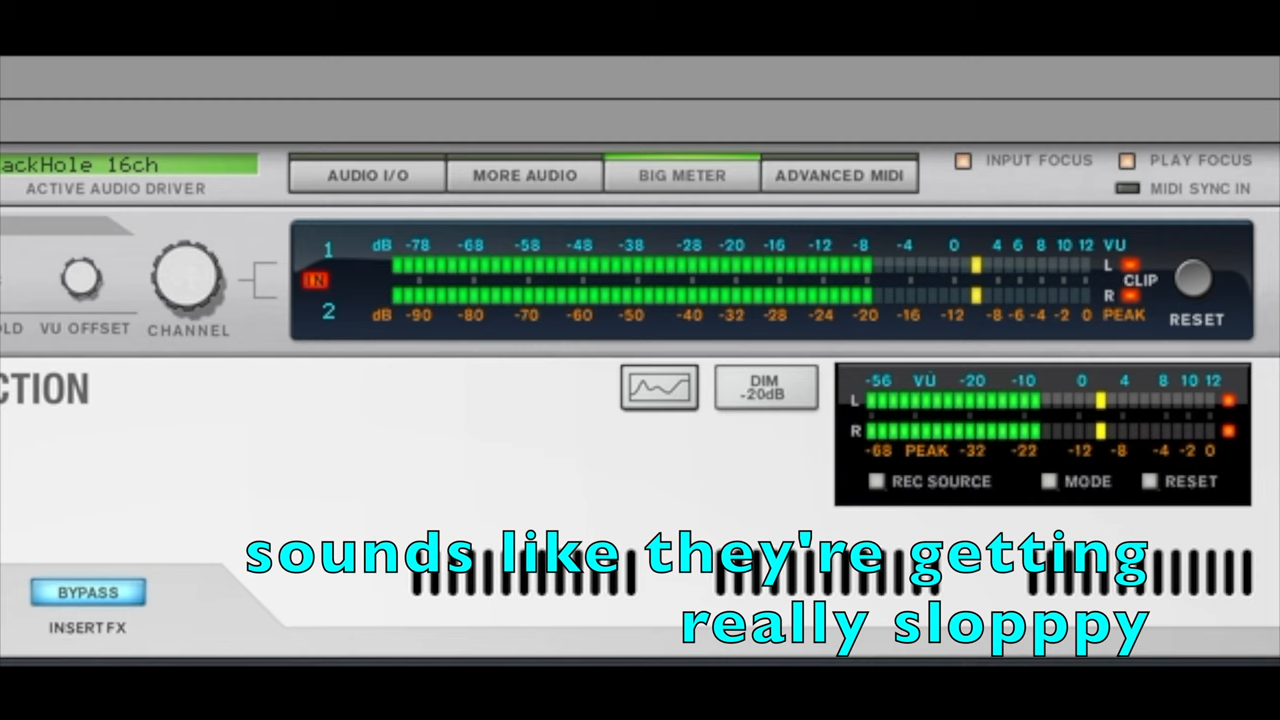 ackHole 16ch
ACTIVE AUDIO DRIVER
AUDIO I/O
MORE AUDIO
BIG METER
ADVANCED MIDI
INPUT FOCUS
PLAY FOCUS
MIDI SYNC IN
1 dB -78 -68 -58 -48 -38 -28 -20 -16 -12 -8 -4 0 4 6 8 10 12 VU
IN
L
CLIP
R
2 dB -90 -80 -70 -60 -50 -40 -32 -28 -24 -20 -16 -12 -8 -6 -4 -2 0 PEAK
RESET
OLD VU OFFSET
CHANNEL
CTION
DIM
-20dB
-56 VU -20 -10 0 4 8 10 12
L
R
-68 PEAK -32 -22 -12 -8 -4 -2 0
REC SOURCE
MODE
RESET
BYPASS
INSERT FX
sounds like they're getting
really slopppy